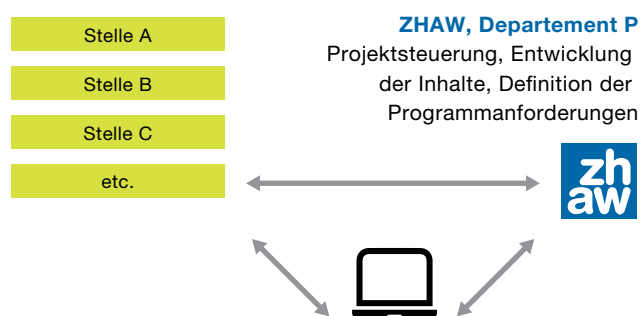 Stelle A
Stelle B
Stelle C
etc.
ZHAW, Departement P
Projektsteuerung, Entwicklung
der Inhalte, Definition der
Programmanforderungen
zh
aw